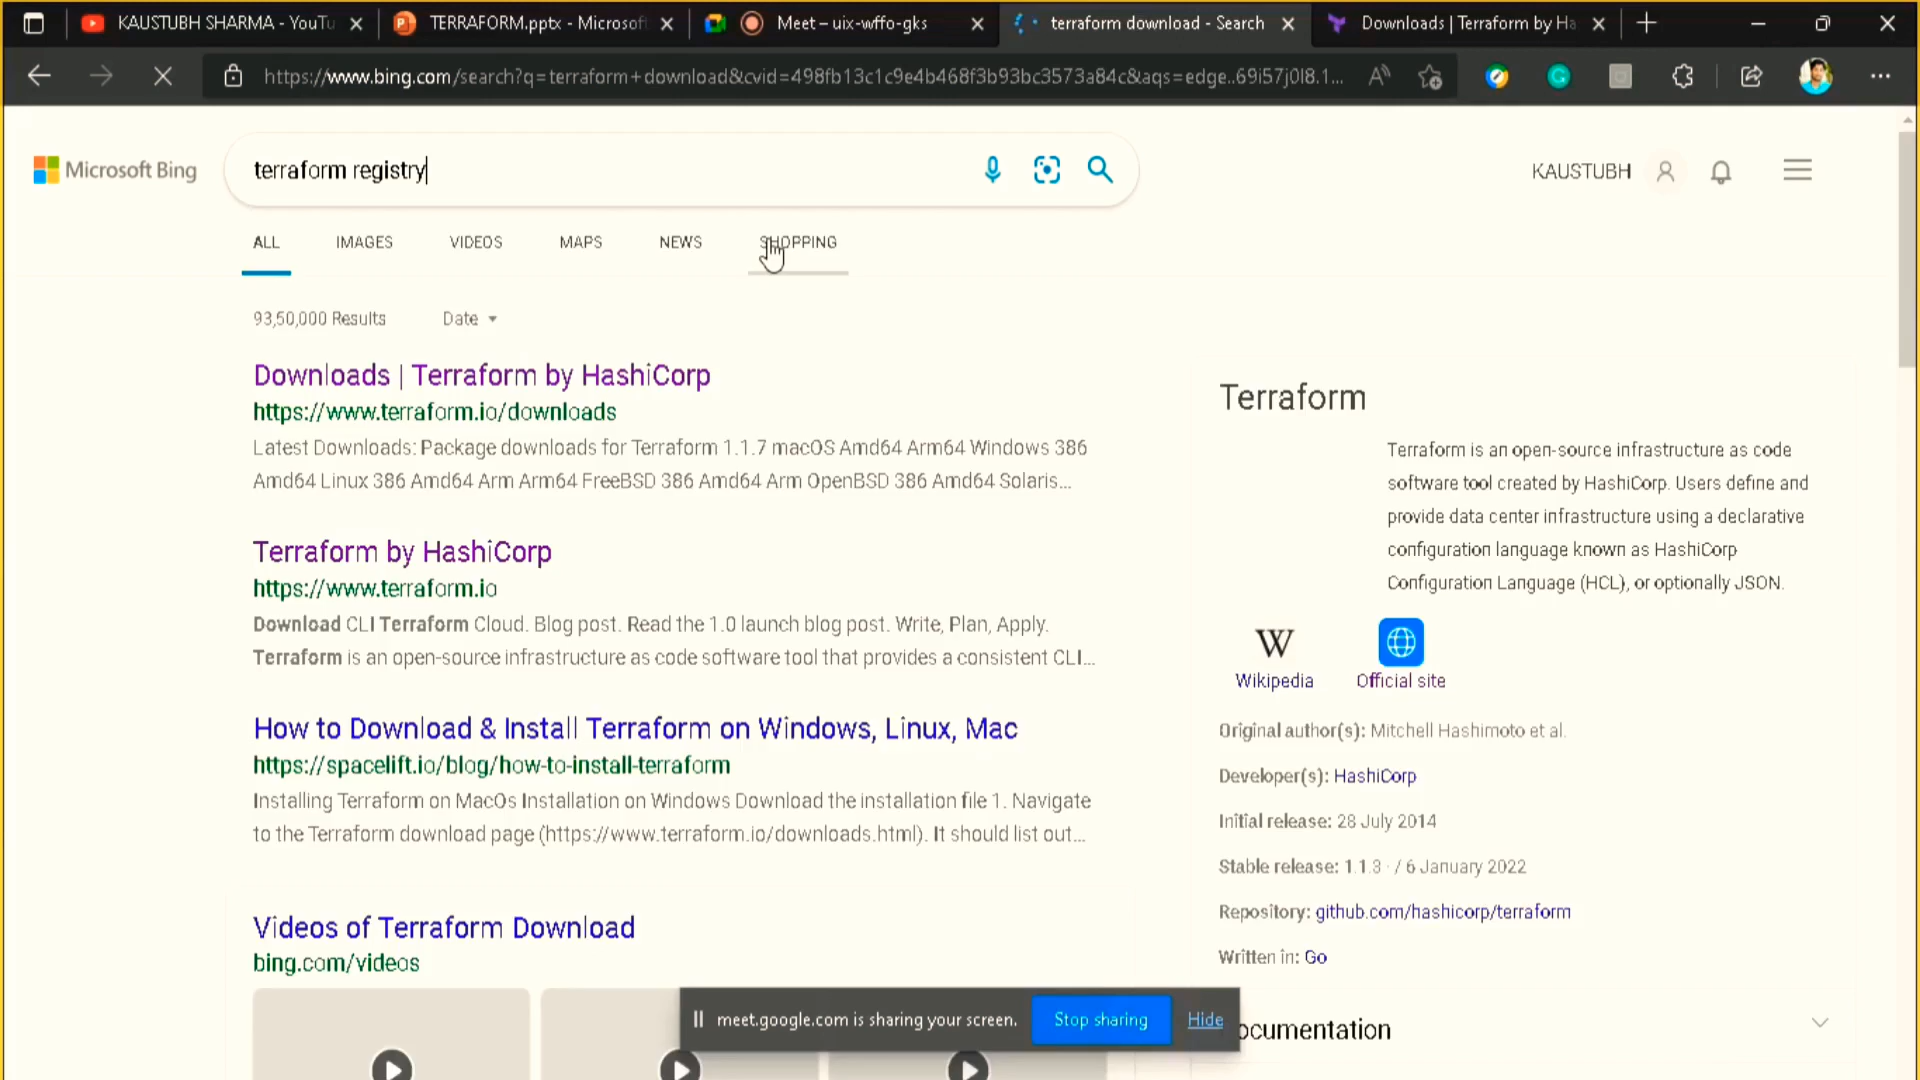 KAUSTUBH SHARMA - YouTu
TERRAFORM.pptx - Microsoft
Meet – uix-wffo-gks
terraform download - Search
Downloads | Terraform by Ha
https://www.bing.com/search?q=terraform+download&cvid=498fb13c1c9e4b468f3b93bc3573a84c&aqs=edge..69i57j0l8.1...
Microsoft Bing
terraform registry
KAUSTUBH
ALL
IMAGES
VIDEOS
MAPS
NEWS
SHOPPING
93,50,000 Results
Date
Downloads | Terraform by HashiCorp
https://www.terraform.io/downloads
Latest Downloads: Package downloads for Terraform 1.1.7 macOS Amd64 Arm64 Windows 386
Amd64 Linux 386 Amd64 Arm Arm64 FreeBSD 386 Amd64 Arm OpenBSD 386 Amd64 Solaris...
Terraform by HashiCorp
https://www.terraform.io
Download CLI Terraform Cloud. Blog post. Read the 1.0 launch blog post. Write, Plan, Apply.
Terraform is an open-source infrastructure as code software tool that provides a consistent CLI...
How to Download & Install Terraform on Windows, Linux, Mac
https://spacelift.io/blog/how-to-install-terraform
Installing Terraform on MacOs Installation on Windows Download the installation file 1. Navigate
to the Terraform download page (https://www.terraform.io/downloads.html). It should list out...
Videos of Terraform Download
bing.com/videos
Terraform
Terraform is an open-source infrastructure as code
software tool created by HashiCorp. Users define and
provide data center infrastructure using a declarative
configuration language known as HashiCorp
Configuration Language (HCL), or optionally JSON.
W
Wikipedia
Official site
Original author(s): Mitchell Hashimoto et al.
Developer(s): HashiCorp
Initial release: 28 July 2014
Stable release: 1.1.3 · / 6 January 2022
Repository: github.com/hashicorp/terraform
Written in: Go
ocumentation
meet.google.com is sharing your screen.
Stop sharing
Hide